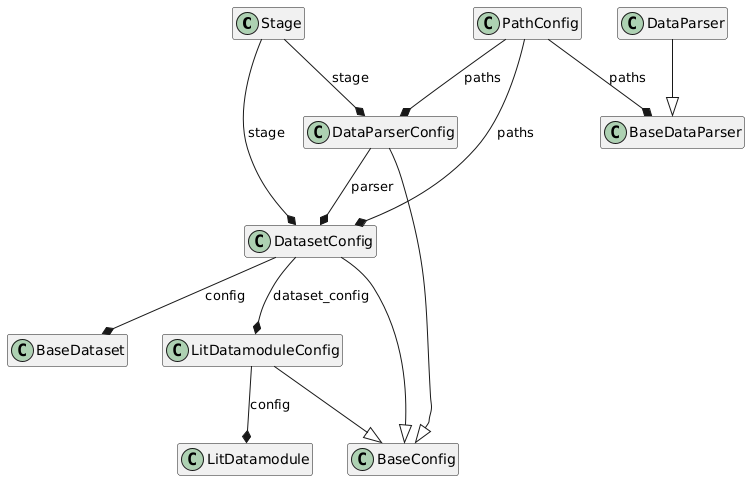 C Stage
C PathConfig
C DataParser
stage
paths
paths
C DataParserConfig
C BaseDataParser
stage
paths
parser
C DatasetConfig
config
dataset_config
C BaseDataset
C LitDatamoduleConfig
config
C LitDatamodule
C BaseConfig